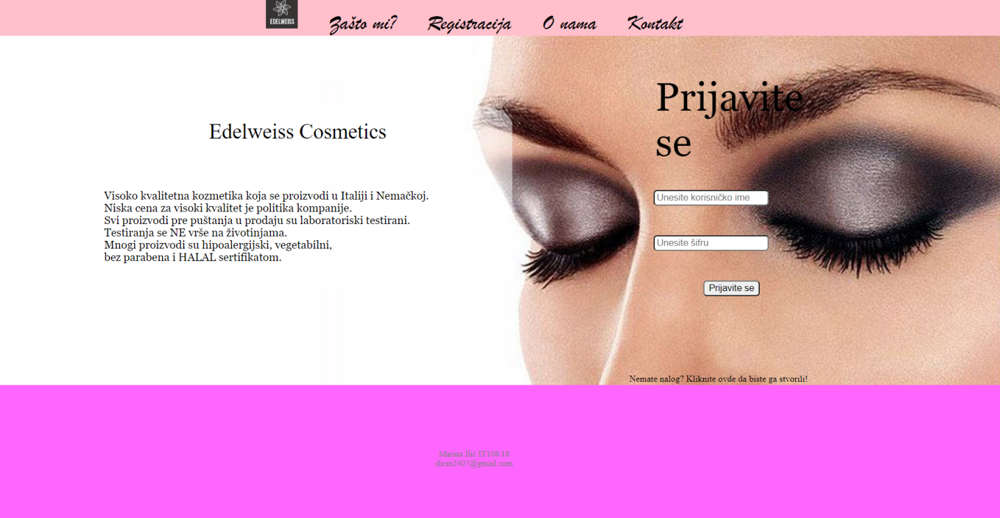 EDELWEISS
Zašto mi? Registracija O nama Kontakt
Edelweiss Cosmetics
Visoko kvalitetna kozmetika koja se proizvodi u Italiji i Nemačkoj.
Niska cena za visoki kvalitet je politika kompanije.
Svi proizvodi pre puštanja u prodaju su laboratoriski testirani.
Testiranja se NE vrše na životinjama.
Mnogi proizvodi su hipoalergijski, vegetabilni,
bez parabena i HALAL sertifikatom.
Prijavite
se
Unesite korisničko ime
Unesite šifru
Prijavite se
Nemate nalog? Kliknite ovde da biste ga stvorili!
Marina Ilić IT108/18
ilicm2407@gmail.com